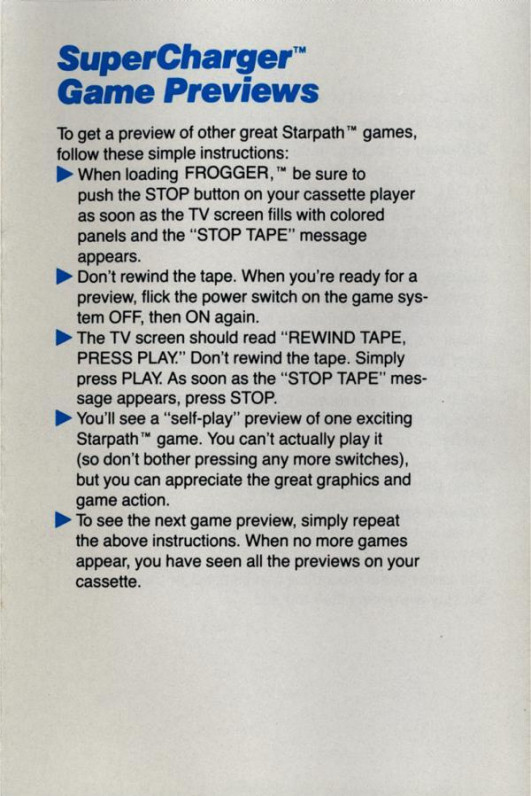 SuperCharger™
Game Previews
To get a preview of other great Starpath™ games,
follow these simple instructions:
▶ When loading FROGGER,™ be sure to
push the STOP button on your cassette player
as soon as the TV screen fills with colored
panels and the “STOP TAPE” message
appears.
▶ Don't rewind the tape. When you're ready for a
preview, flick the power switch on the game sys-
tem OFF, then ON again.
▶ The TV screen should read “REWIND TAPE,
PRESS PLAY.” Don't rewind the tape. Simply
press PLAY. As soon as the “STOP TAPE” mes-
sage appears, press STOP.
▶ You'll see a “self-play” preview of one exciting
Starpath™ game. You can't actually play it
(so don't bother pressing any more switches),
but you can appreciate the great graphics and
game action.
▶ To see the next game preview, simply repeat
the above instructions. When no more games
appear, you have seen all the previews on your
cassette.